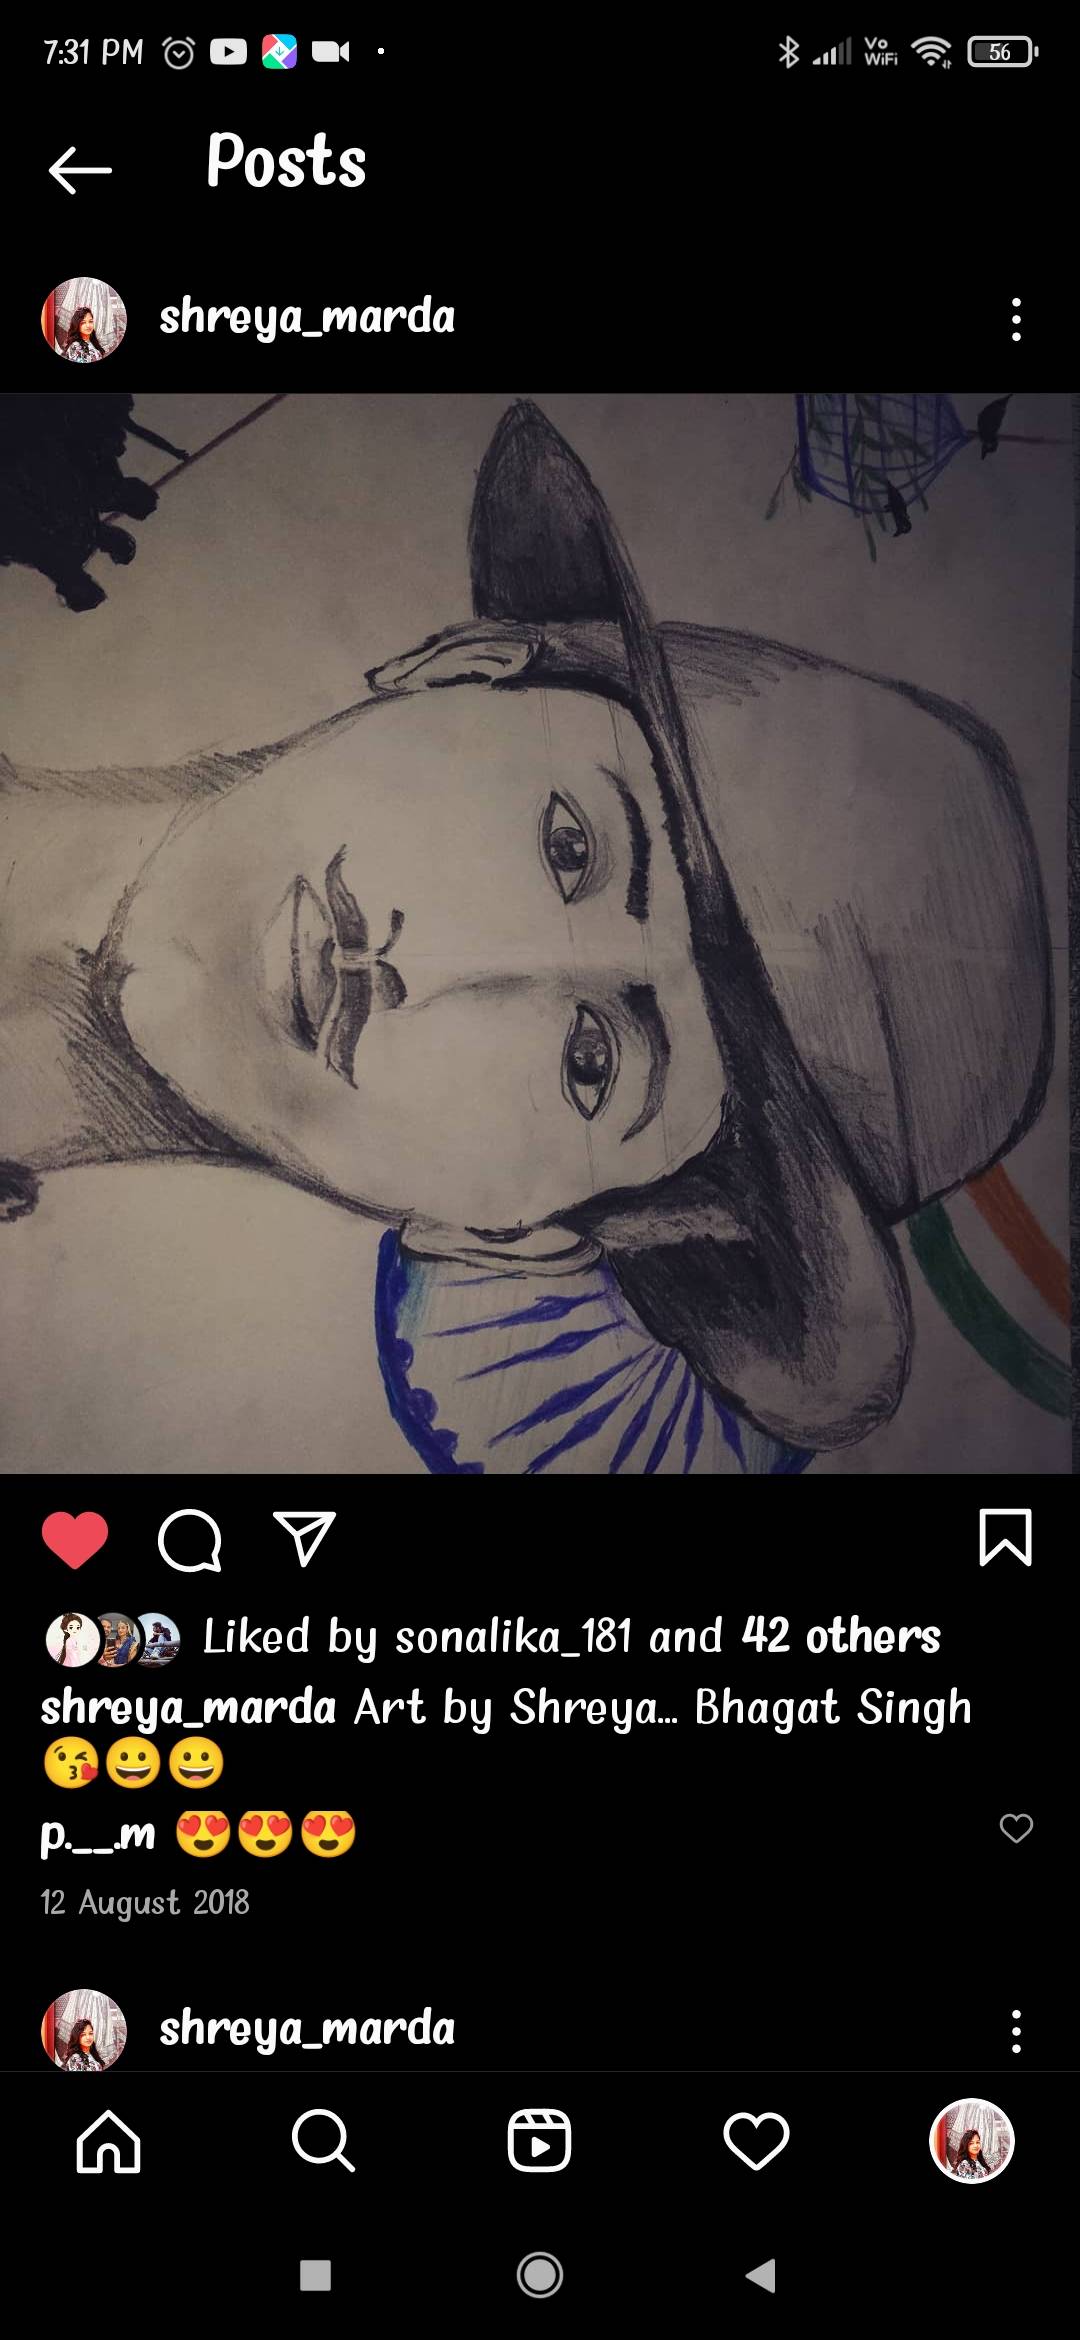 7:31 PM
Vo
WiFi
56
Posts
shreya_marda
Liked by sonalika_181 and 42 others
shreya_marda Art by Shreya... Bhagat Singh
😘😀😀
p.__.m 😍😍😍
12 August 2018
shreya_marda